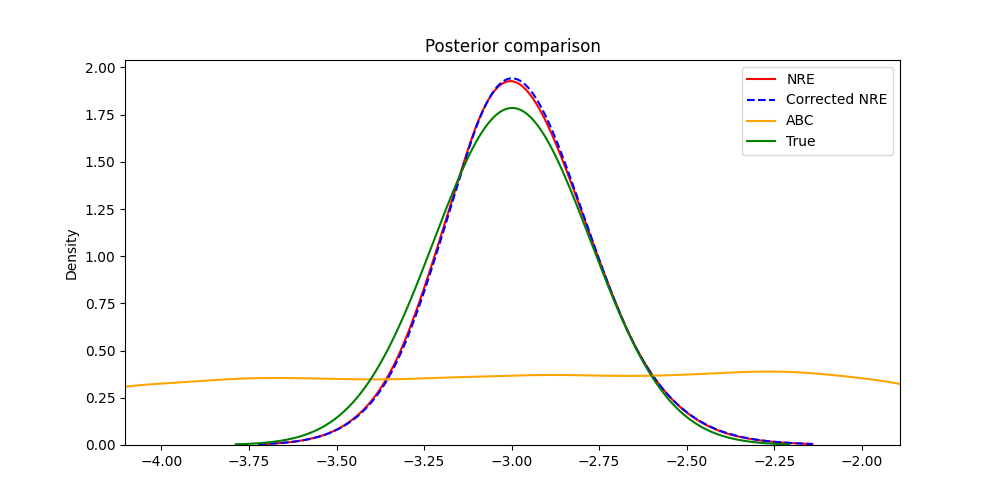 Posterior comparison
2.00
1.75
1.50
1.25
1.00
0.75
0.50
0.25
0.00
Density
NRE
Corrected NRE
ABC
True
−4.00 −3.75 −3.50 −3.25 −3.00 −2.75 −2.50 −2.25 −2.00